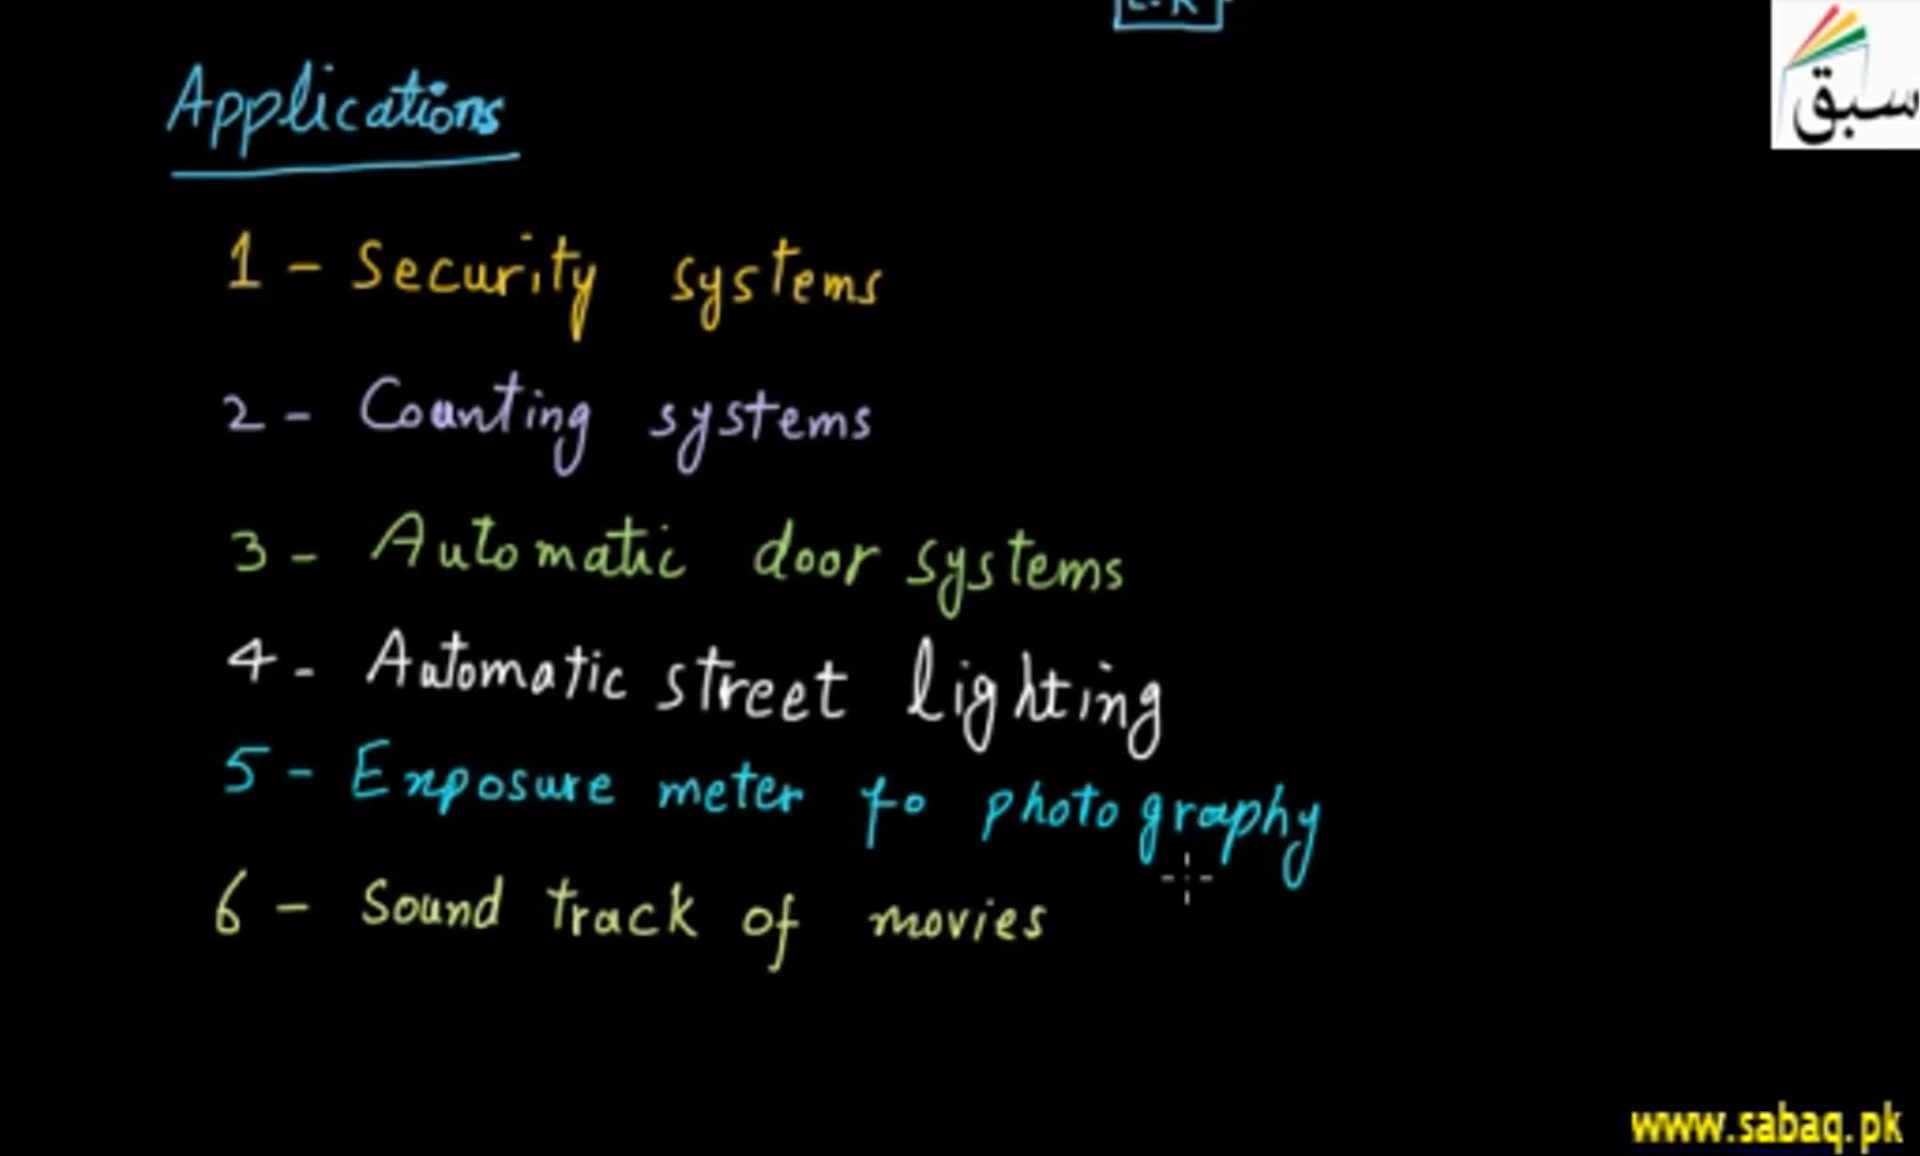 Applications
سبق
1 - Security systems
2 - Counting systems
3 - Automatic door systems
4 - Automatic street lighting
5 - Exposure meter fo photography
6 - Sound track of movies
www.sabaq.pk